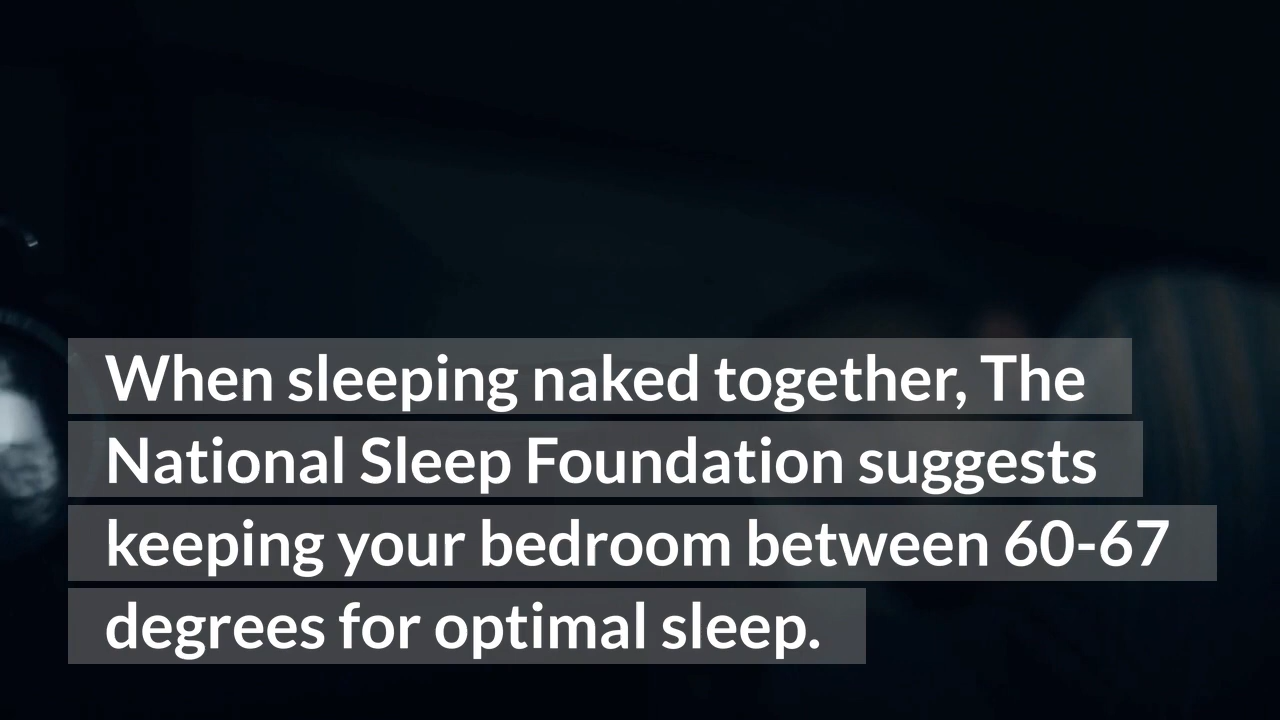 When sleeping naked together, The
National Sleep Foundation suggests
keeping your bedroom between 60-67
degrees for optimal sleep.